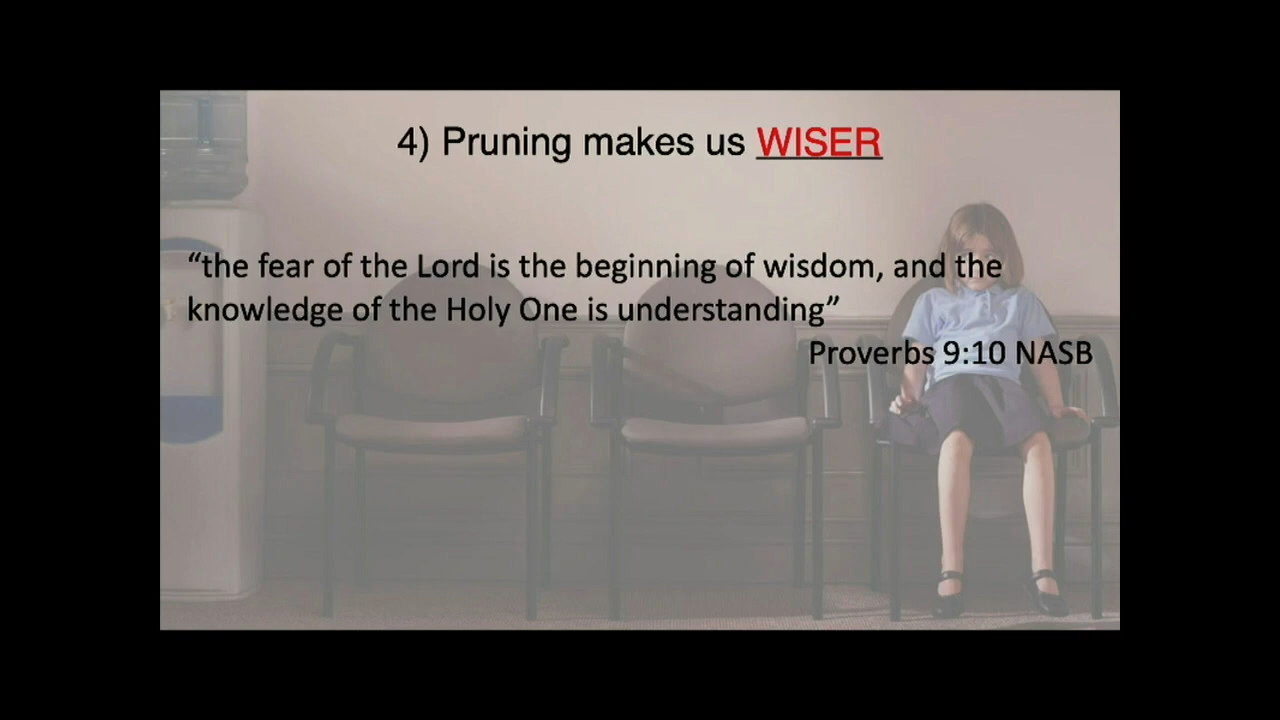 4) Pruning makes us WISER
“the fear of the Lord is the beginning of wisdom, and the
knowledge of the Holy One is understanding”
Proverbs 9:10 NASB